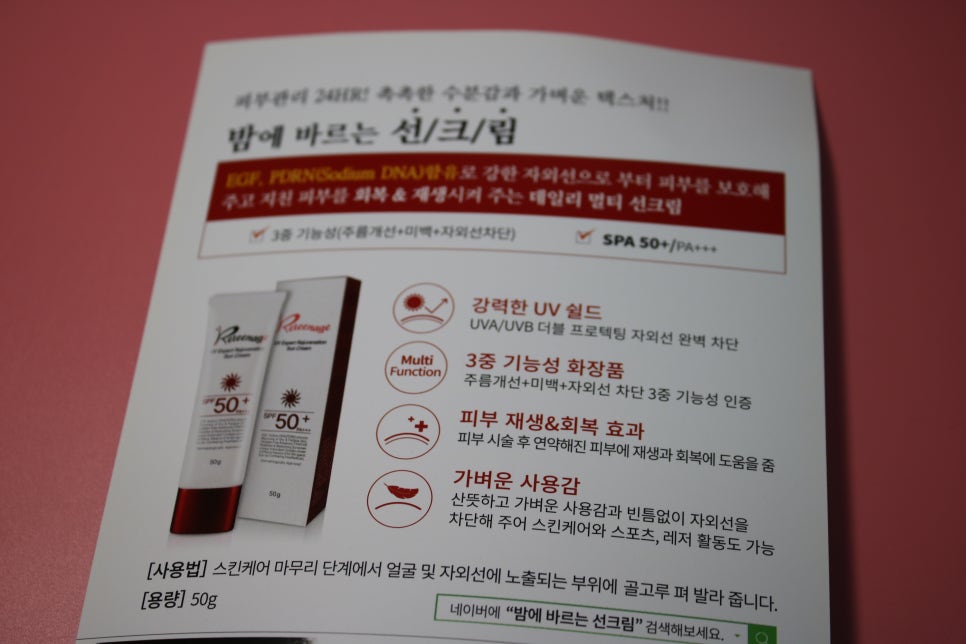 피부관리 24HR! 촉촉한 수분감과 가벼운 텍스처!!
밤에 바르는 선/크/림
EGF, PDRN(Sodium DNA)함유로 강한 자외선으로 부터 피부를 보호해
주고 지친 피부를 회복 & 재생시켜 주는 데일리 멀티 선크림
3중 기능성(주름개선+미백+자외선차단)
SPA 50+/PA+++
강력한 UV 쉴드
UVA/UVB 더블 프로텍팅 자외선 완벽 차단
Multi
Function
3중 기능성 화장품
주름개선+미백+자외선 차단 3중 기능성 인증
피부 재생&회복 효과
피부 시술 후 연약해진 피부에 재생과 회복에 도움을 줌
가벼운 사용감
산뜻하고 가벼운 사용감과 빈틈없이 자외선을
차단해 주어 스킨케어와 스포츠, 레저 활동도 가능
Rereenage
UV Expert Rejuvenation
Sun Cream
SPF 50+
PA+++
50g
Rereenage
UV Expert Rejuvenation
Sun Cream
SPF 50+
PA+++
50g
[사용법] 스킨케어 마무리 단계에서 얼굴 및 자외선에 노출되는 부위에 골고루 펴 발라 줍니다.
[용량] 50g
네이버에 “밤에 바르는 선크림” 검색해보세요.